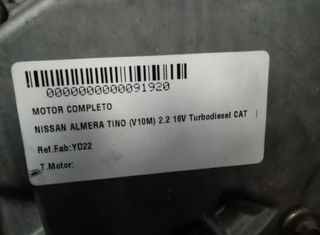 0000000000091920
MOTOR COMPLETO
NISSAN ALMERA TINO (V10M) 2.2 16V Turbodiesel CAT
Ref.Fab:YD22
T.Motor: